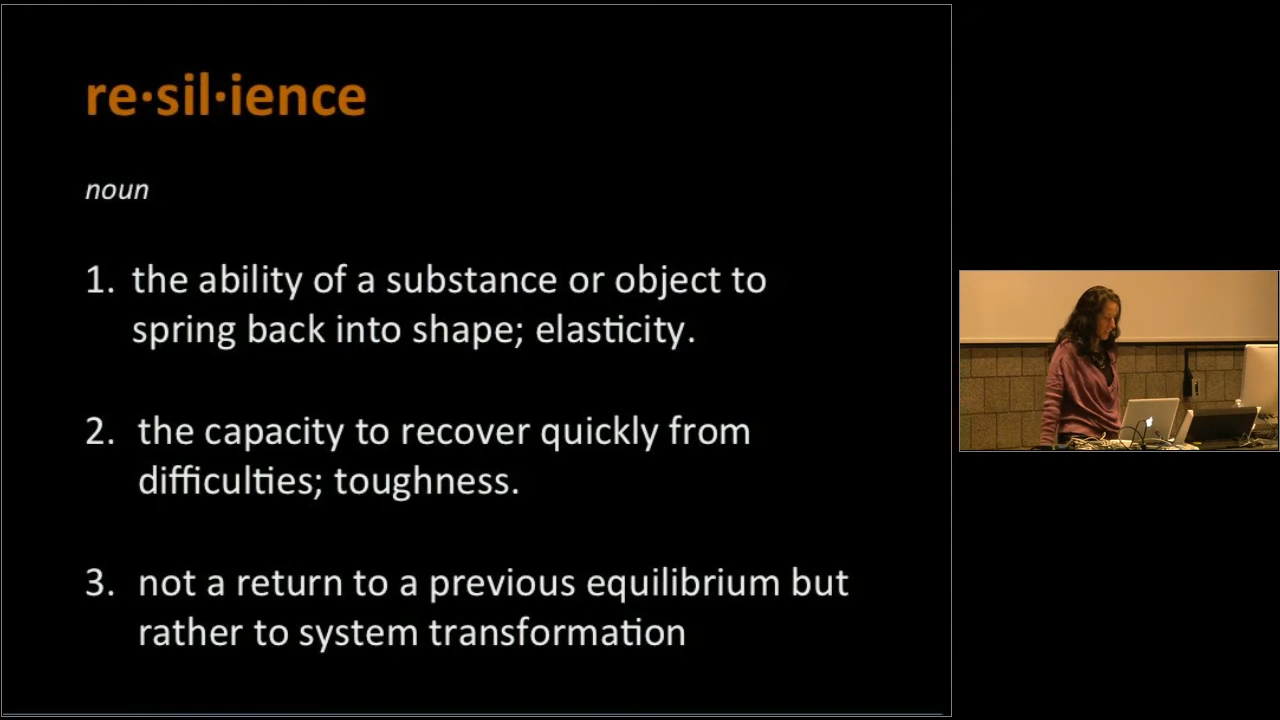 re·sil·ience
noun
1. the ability of a substance or object to
spring back into shape; elasticity.
2. the capacity to recover quickly from
difficulties; toughness.
3. not a return to a previous equilibrium but
rather to system transformation